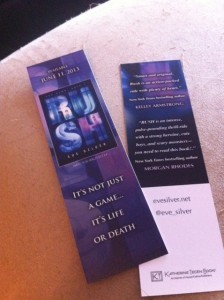 JUNE 11, 2013
RUSH
EVE SILVER
IT'S NOT JUST
A GAME...
IT'S LIFE
OR DEATH
New York Times bestselling author
KELLEY ARMSTRONG
"RUSH is an intense,
pulse-pounding thrill-ride
with a strong heroine, cute
boys, and scary monsters—
you need to read this book!"
New York Times bestselling author
MORGAN RHODES
evesilver.net
@eve_silver
KATHERINE TEGEN BOOKS